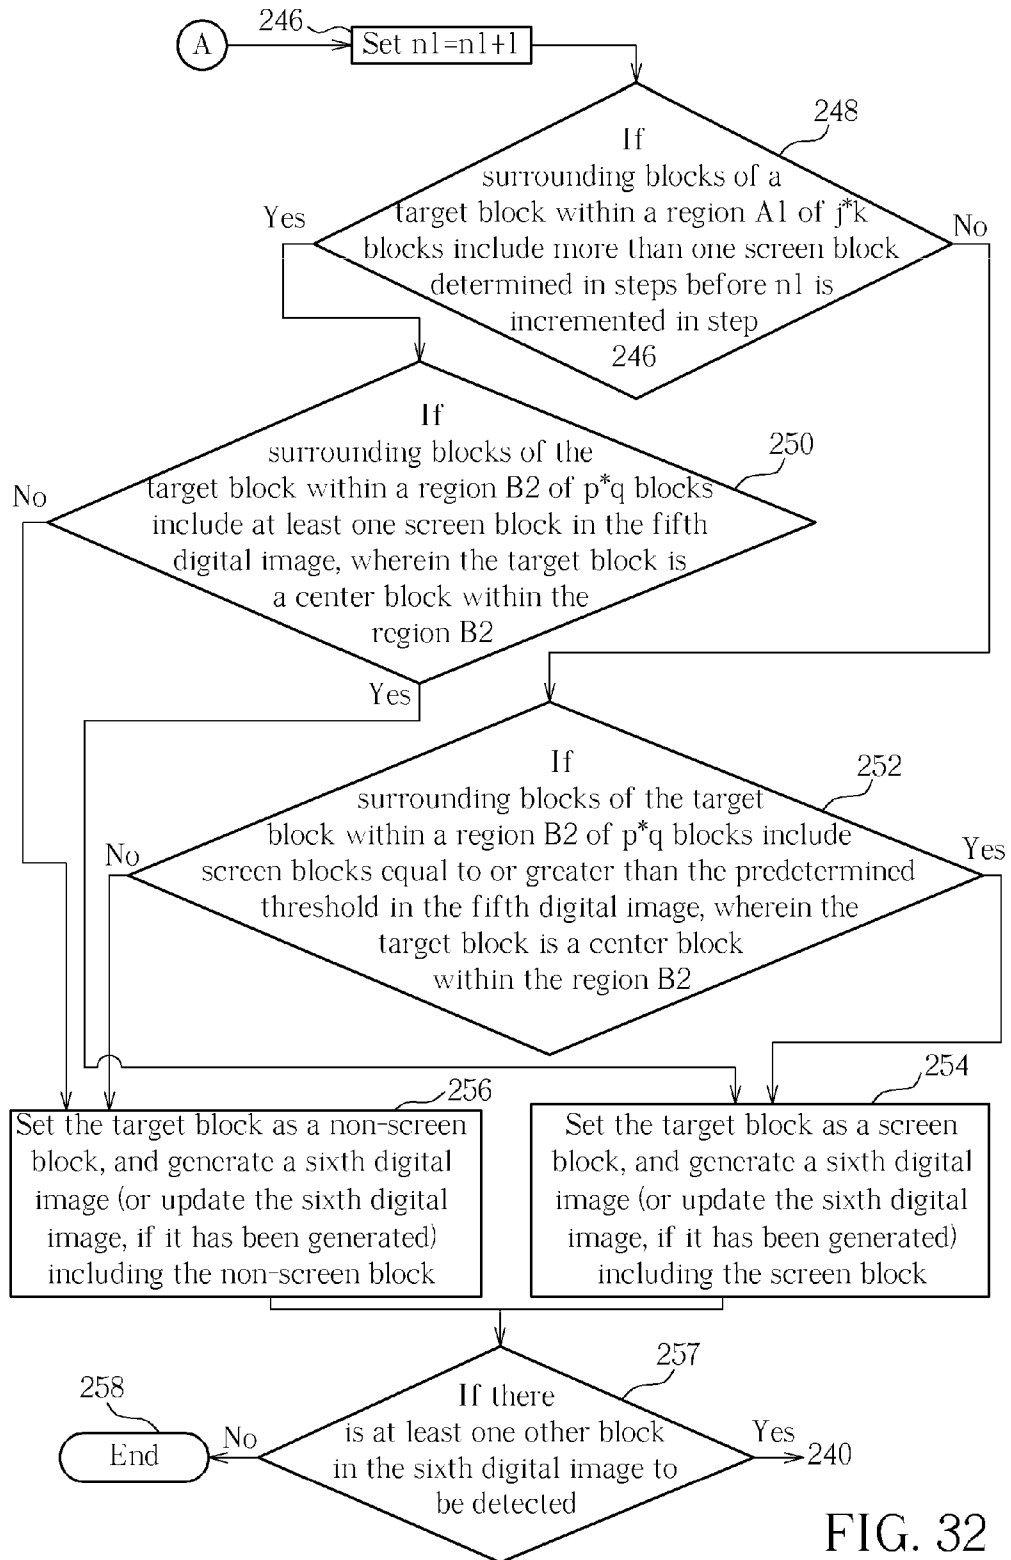 246
A
Set n1=n1+1
248
If
surrounding blocks of a
target block within a region A1 of j*k
blocks include more than one screen block
determined in steps before n1 is
incremented in step
246
Yes
No
250
If
surrounding blocks of the
target block within a region B2 of p*q blocks
include at least one screen block in the fifth
digital image, wherein the target block is
a center block within the
region B2
No
Yes
252
If
surrounding blocks of the target
block within a region B2 of p*q blocks include
screen blocks equal to or greater than the predetermined
threshold in the fifth digital image, wherein the
target block is a center block
within the region B2
No
Yes
256
Set the target block as a non-screen
block, and generate a sixth digital
image (or update the sixth digital
image, if it has been generated)
including the non-screen block
254
Set the target block as a screen
block, and generate a sixth digital
image (or update the sixth digital
image, if it has been generated)
including the screen block
257
If there
is at least one other block
in the sixth digital image to
be detected
258
End
No
Yes
240
FIG. 32